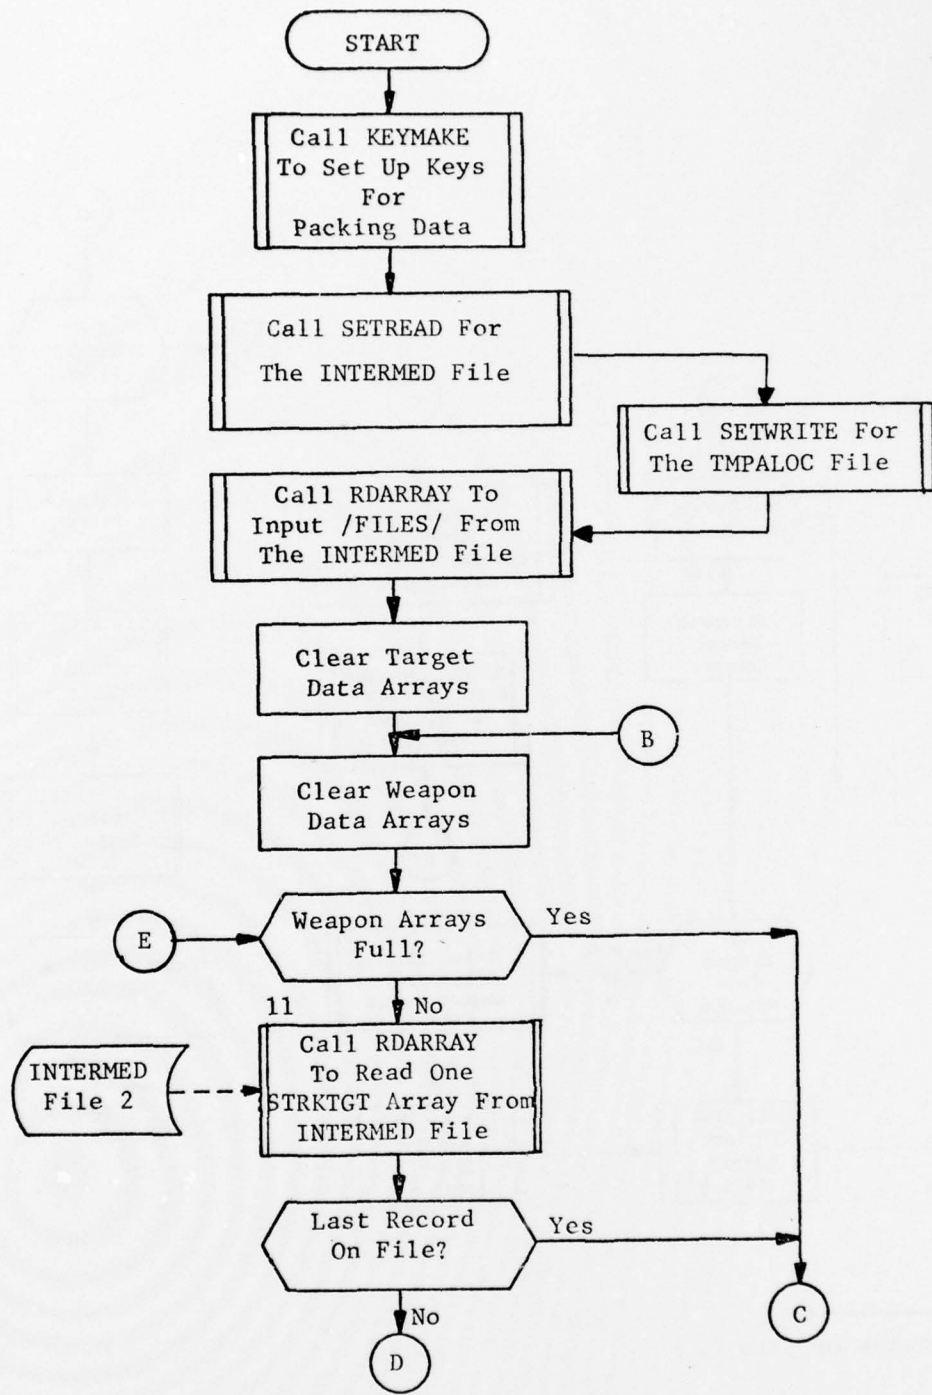 START
Call KEYMAKE
To Set Up Keys
For
Packing Data
Call SETREAD For
The INTERMED File
Call SETWRITE For
The TMPALOC File
Call RDARRAY To
Input /FILES/ From
The INTERMED File
Clear Target
Data Arrays
B
Clear Weapon
Data Arrays
E
Weapon Arrays
Full?
Yes
No
11
Call RDARRAY
To Read One
STRKTGT Array From
INTERMED File
INTERMED
File 2
Last Record
On File?
Yes
No
C
D